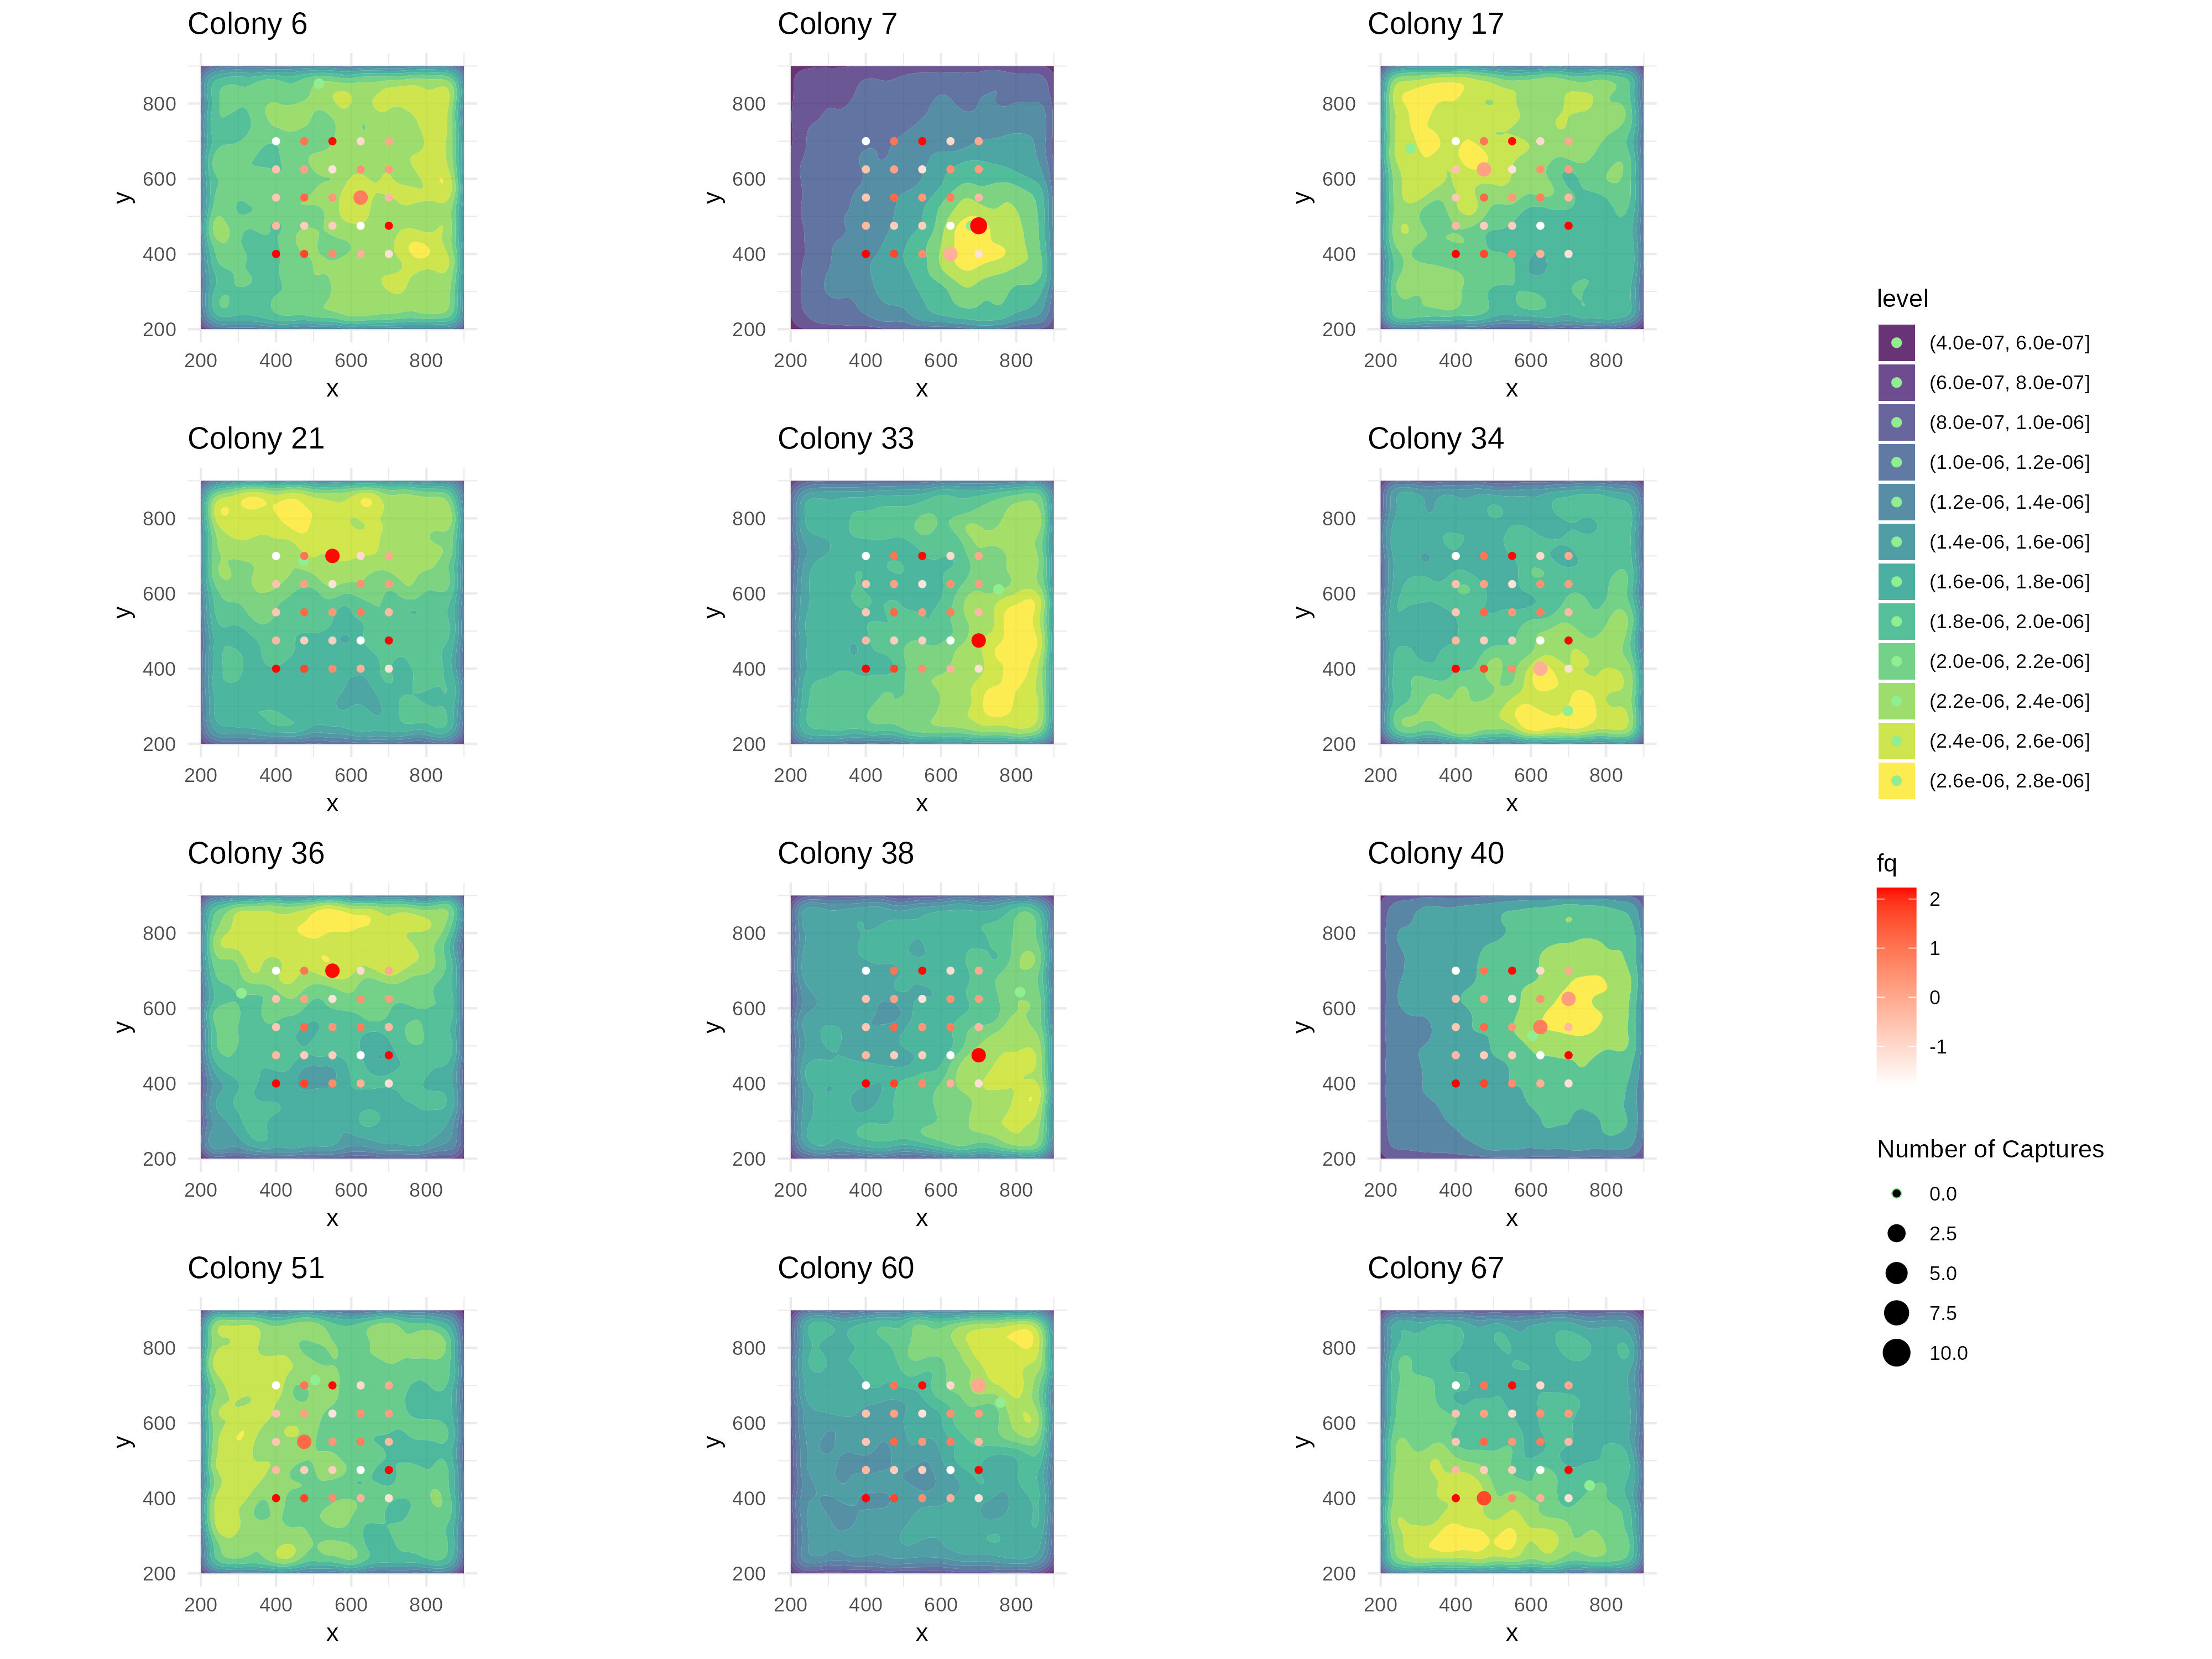 Colony 6
Colony 7
Colony 17
800
600
400
200
y
200 400 600 800
x
800
600
400
200
y
200 400 600 800
x
800
600
400
200
y
200 400 600 800
x
Colony 21
Colony 33
Colony 34
800
600
400
200
y
200 400 600 800
x
800
600
400
200
y
200 400 600 800
x
800
600
400
200
y
200 400 600 800
x
Colony 36
Colony 38
Colony 40
800
600
400
200
y
200 400 600 800
x
800
600
400
200
y
200 400 600 800
x
800
600
400
200
y
200 400 600 800
x
Colony 51
Colony 60
Colony 67
800
600
400
200
y
200 400 600 800
x
800
600
400
200
y
200 400 600 800
x
800
600
400
200
y
200 400 600 800
x
level
(4.0e-07, 6.0e-07]
(6.0e-07, 8.0e-07]
(8.0e-07, 1.0e-06]
(1.0e-06, 1.2e-06]
(1.2e-06, 1.4e-06]
(1.4e-06, 1.6e-06]
(1.6e-06, 1.8e-06]
(1.8e-06, 2.0e-06]
(2.0e-06, 2.2e-06]
(2.2e-06, 2.4e-06]
(2.4e-06, 2.6e-06]
(2.6e-06, 2.8e-06]
fq
2
1
0
-1
Number of Captures
0.0
2.5
5.0
7.5
10.0